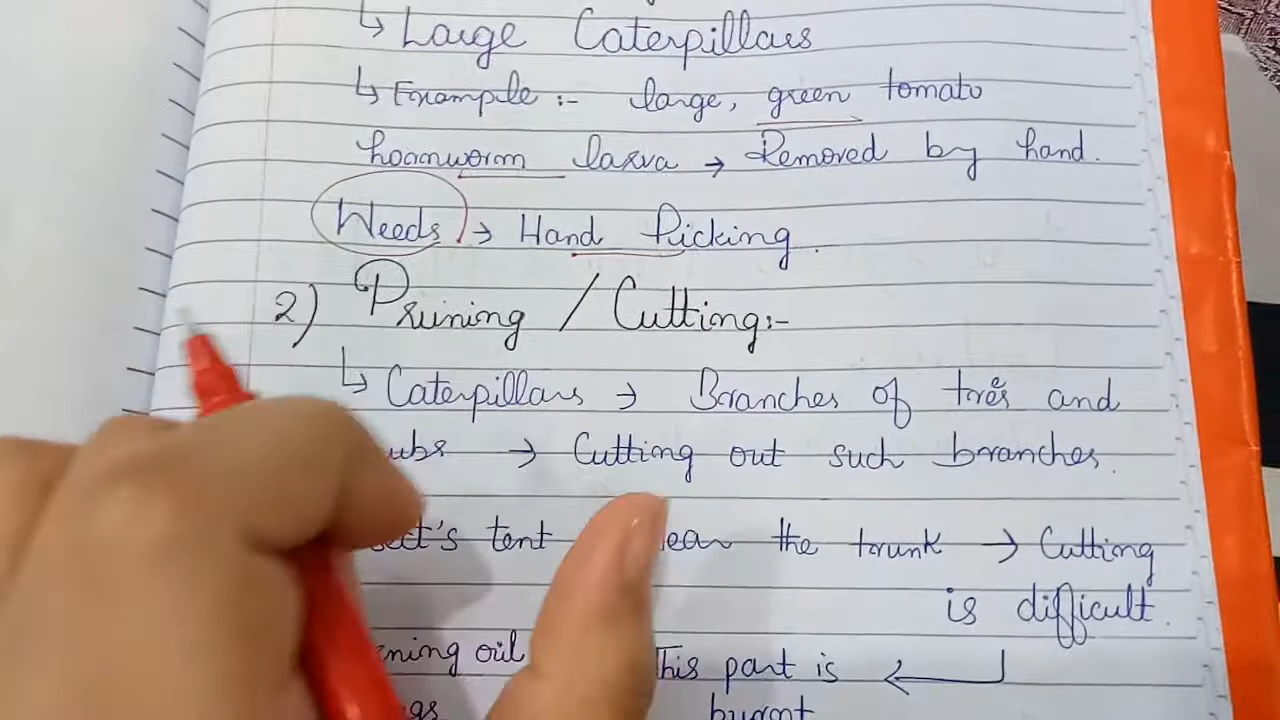 ↳ Large Caterpillars
↳ Example :- large, green tomato
hornworm larva → Removed by hand.
Weeds → Hand Picking.
2) Pruning / Cutting:-
↳ Caterpillars → Branches of trees and
→ Cutting out such branches.
tent the trunk → Cutting
is difficult.
oil This part is
burnt